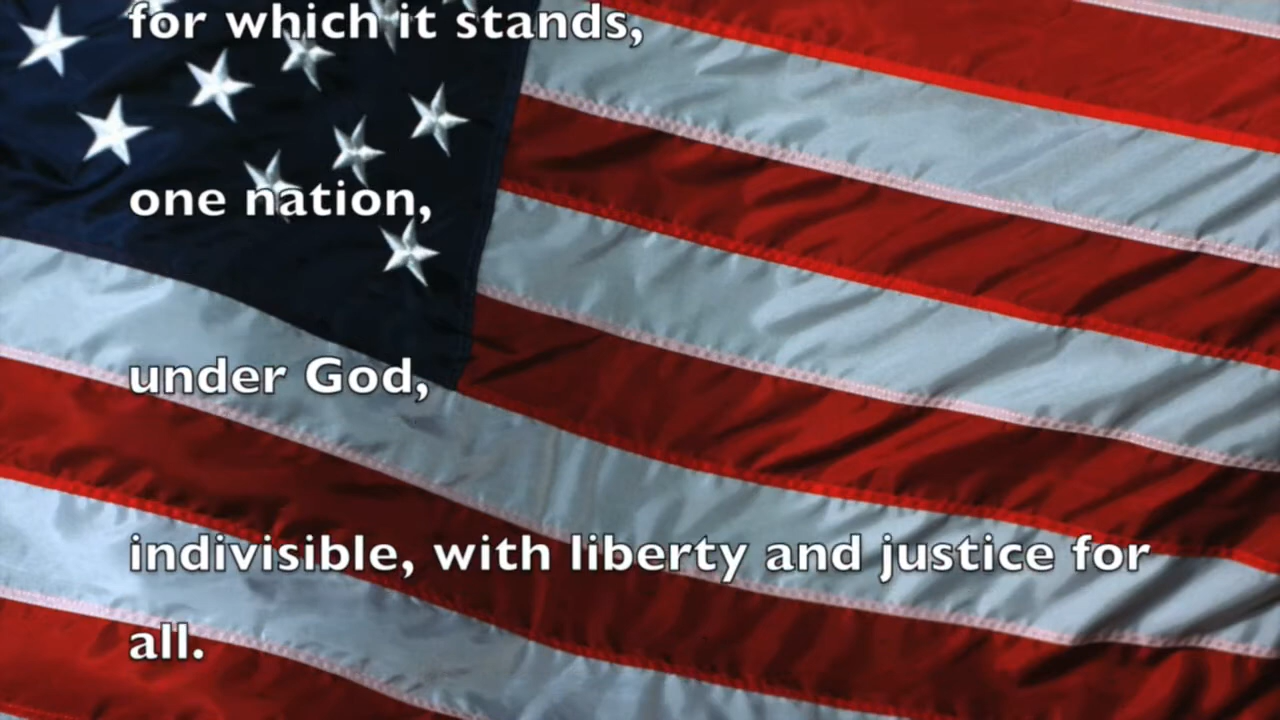 for which it stands,
one nation,
under God,
indivisible, with liberty and justice for
all.